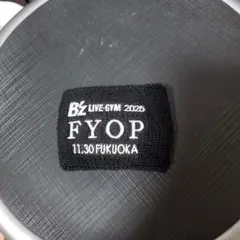 B'z LIVE-GYM 2025
FYOP
11.30 FUKUOKA